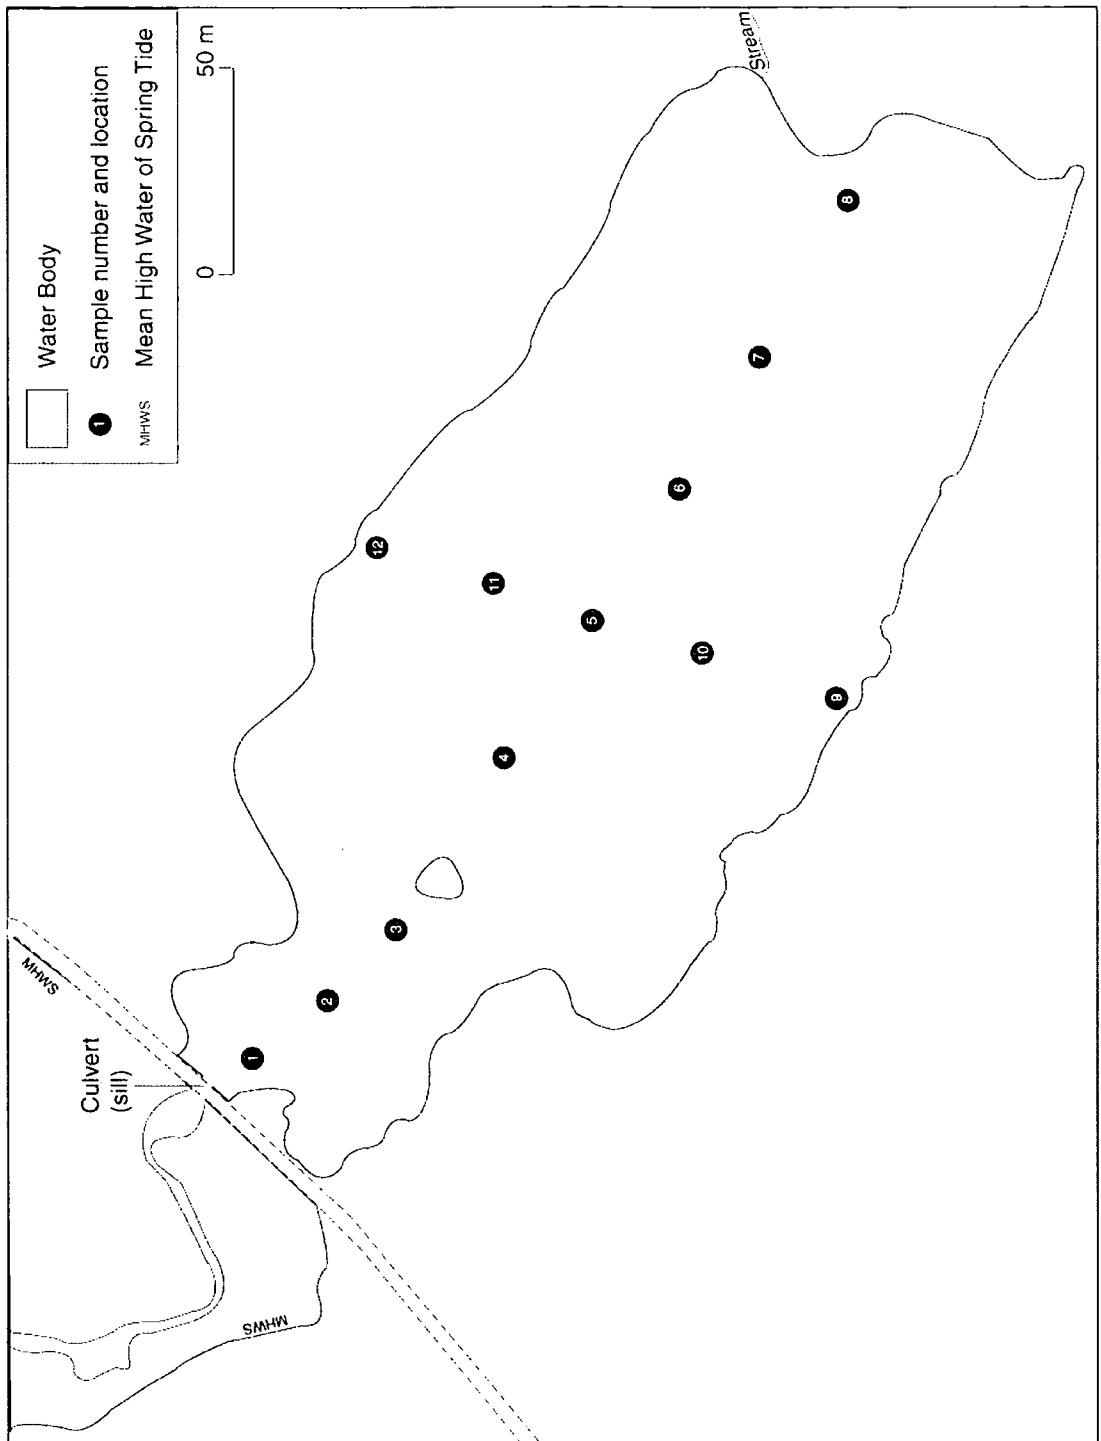 Water Body
1 Sample number and location
MHWS Mean High Water of Spring Tide
0 50 m
Stream
MHWS
Culvert
(sill)
MHWS
1
2
3
4
5
6
7
8
9
10
11
12